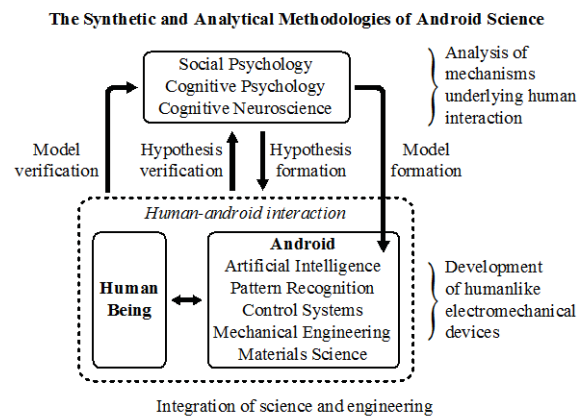 The Synthetic and Analytical Methodologies of Android Science
Social Psychology
Cognitive Psychology
Cognitive Neuroscience
Analysis of
mechanisms
underlying human
interaction
Model
verification
Hypothesis
verification
Hypothesis
formation
Model
formation
Human-android interaction
Human
Being
Android
Artificial Intelligence
Pattern Recognition
Control Systems
Mechanical Engineering
Materials Science
Development
of humanlike
electromechanical
devices
Integration of science and engineering